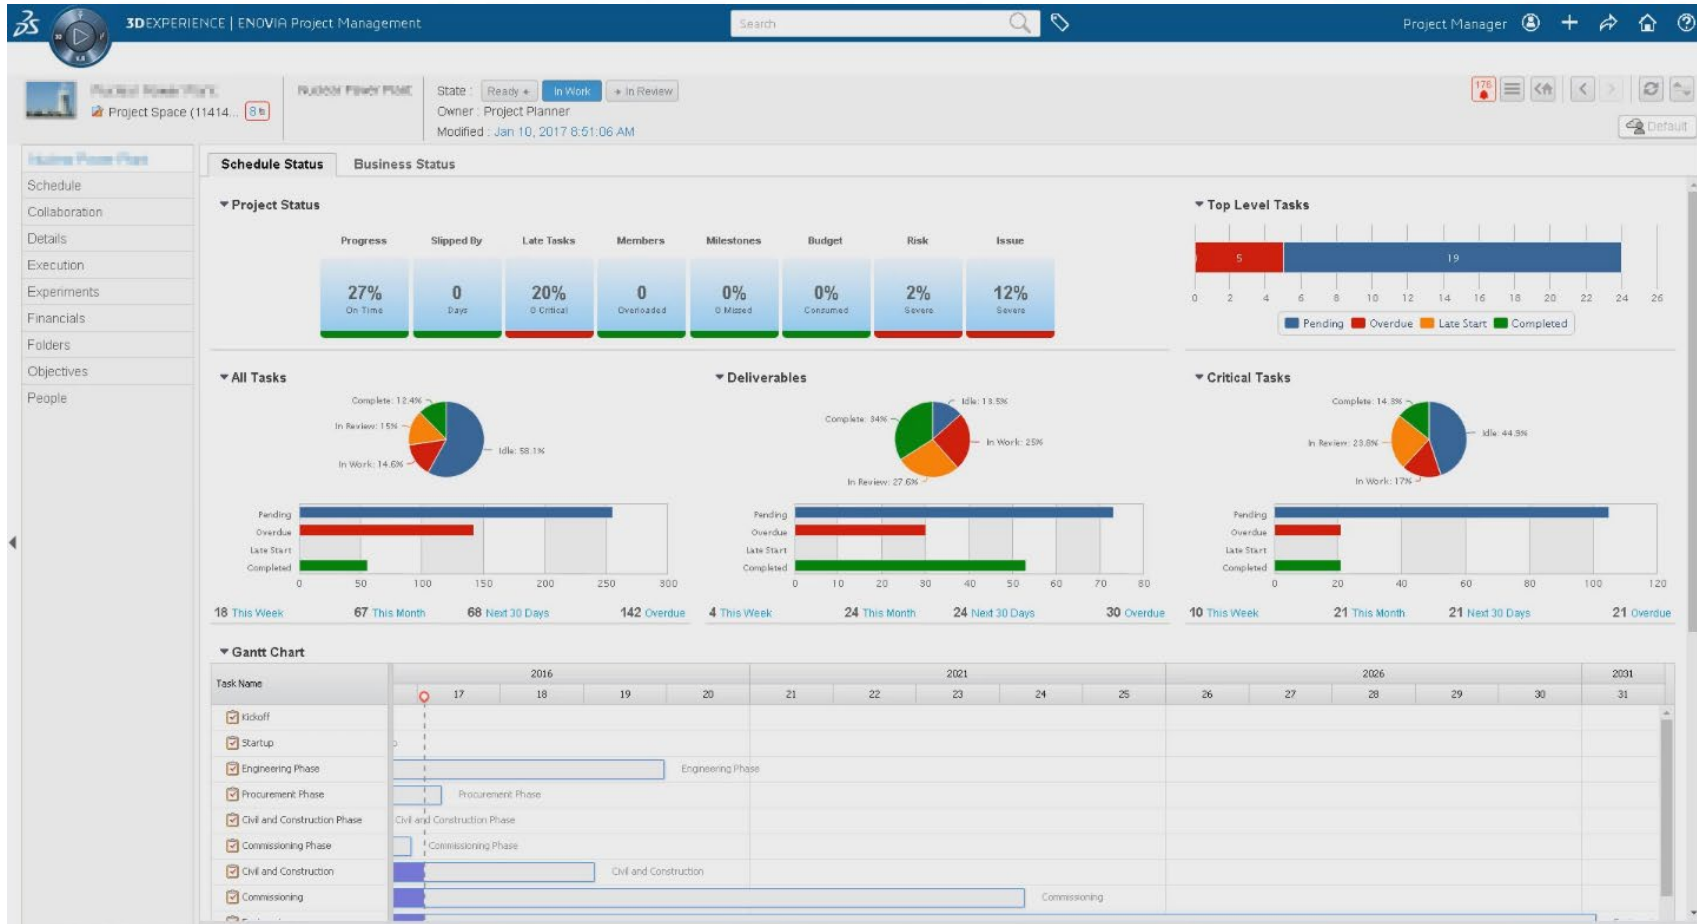 3DEXPERIENCE | ENOVIA Project Management
Search
Project Manager
Project Space (11414... 8
Nuclear Power Plant
State : Ready In Work In Review
Owner : Project Planner
Modified : Jan 10, 2017 8:51:06 AM
176
Default
Schedule
Collaboration
Details
Execution
Experiments
Financials
Folders
Objectives
People
Schedule Status Business Status
Project Status
Progress Slipped By Late Tasks Members Milestones Budget Risk Issue
27% 0 20% 0 0% 0% 2% 12%
On Time Days 0 Critical Overloaded 0 Missed Consumed Severe Severe
Top Level Tasks
5 19
0 2 4 6 8 10 12 14 16 18 20 22 24 26
Pending Overdue Late Start Completed
All Tasks
Complete: 12.4%
In Review: 15%
Idle: 58.1%
In Work: 14.6%
Pending
Overdue
Late Start
Completed
0 50 100 150 200 250 300
18 This Week 67 This Month 68 Next 30 Days 142 Overdue
Deliverables
Idle: 13.5%
Complete: 34%
In Work: 25%
In Review: 27.6%
Pending
Overdue
Late Start
Completed
0 10 20 30 40 50 60 70 80
4 This Week 24 This Month 24 Next 30 Days 30 Overdue
Critical Tasks
Complete: 14.3%
Idle: 44.9%
In Review: 23.8%
In Work: 17%
Pending
Overdue
Late Start
Completed
0 20 40 60 80 100 120
10 This Week 21 This Month 21 Next 30 Days 21 Overdue
Gantt Chart
Task Name
2016 2021 2026 2031
17 18 19 20 21 22 23 24 25 26 27 28 29 30 31
Kickoff
Startup
Engineering Phase Engineering Phase
Procurement Phase Procurement Phase
Civil and Construction Phase Civil and Construction Phase
Commissioning Phase Commissioning Phase
Civil and Construction Civil and Construction
Commissioning Commissioning